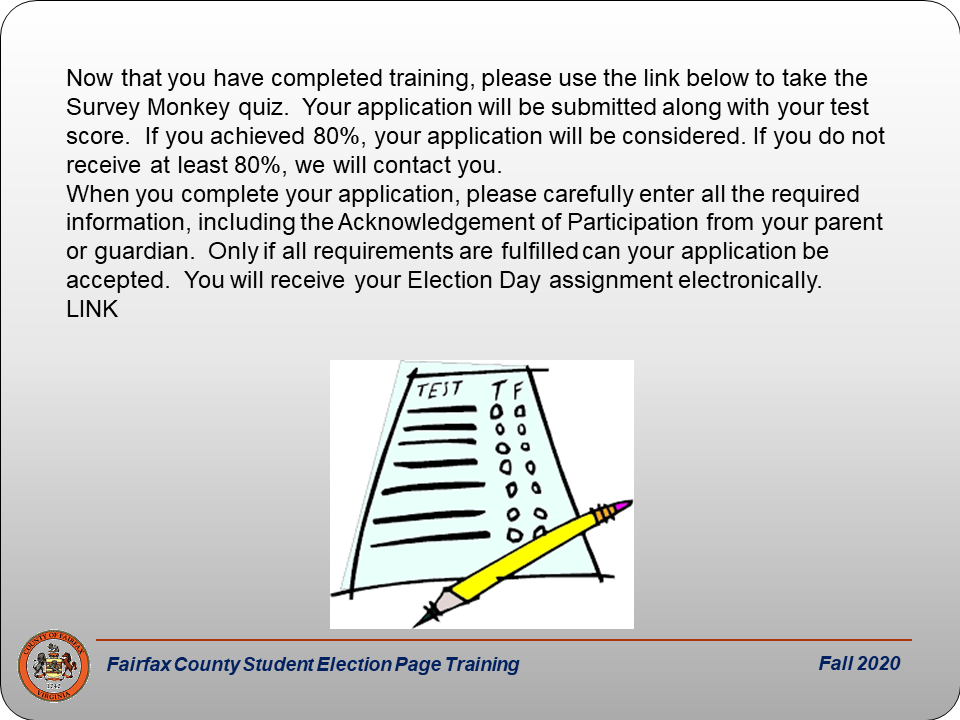 Now that you have completed training, please use the link below to take the
Survey Monkey quiz.  Your application will be submitted along with your test
score.  If you achieved 80%, your application will be considered. If you do not
receive at least 80%, we will contact you.
When you complete your application, please carefully enter all the required
information, including the Acknowledgement of Participation from your parent
or guardian.  Only if all requirements are fulfilled can your application be
accepted.  You will receive your Election Day assignment electronically.
LINK
TEST T F
COUNTY OF FAIRFAX
1742
VIRGINIA
Fairfax County Student Election Page Training
Fall 2020